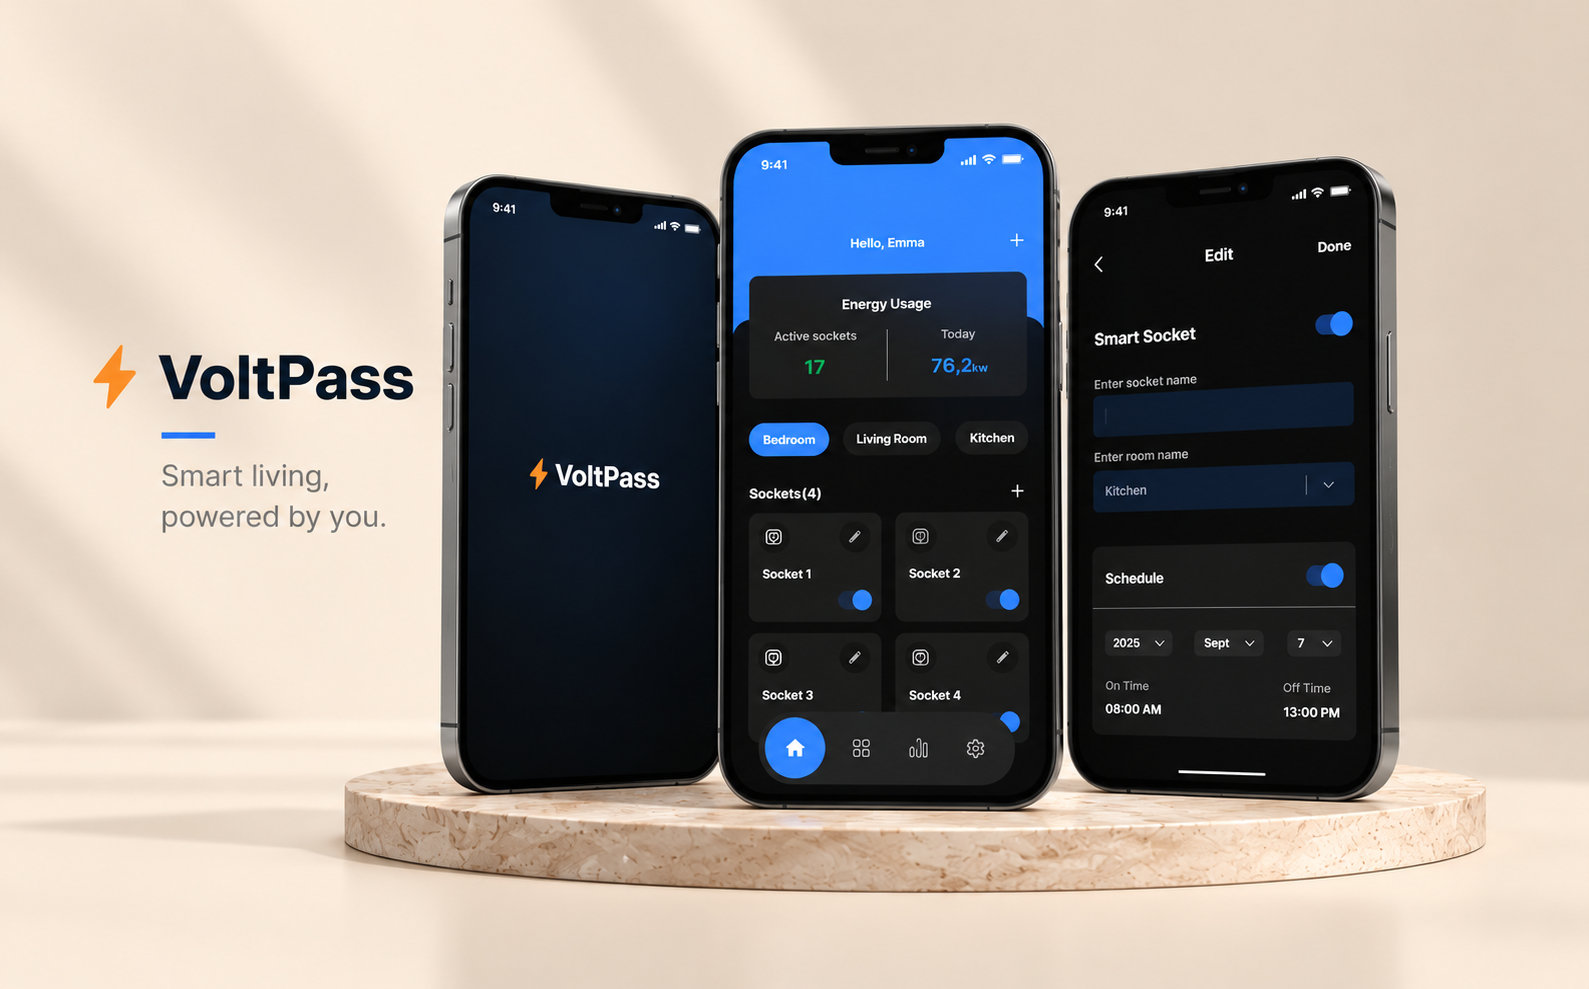 VoltPass
Smart living,
powered by you.
9:41
VoltPass
9:41
Hello, Emma
Energy Usage
Active sockets
17
Today
76,2kw
Bedroom
Living Room
Kitchen
Sockets(4)
Socket 1
Socket 2
Socket 3
Socket 4
9:41
Edit
Done
Smart Socket
Enter socket name
Enter room name
Kitchen
Schedule
2025
Sept
7
On Time
08:00 AM
Off Time
13:00 PM